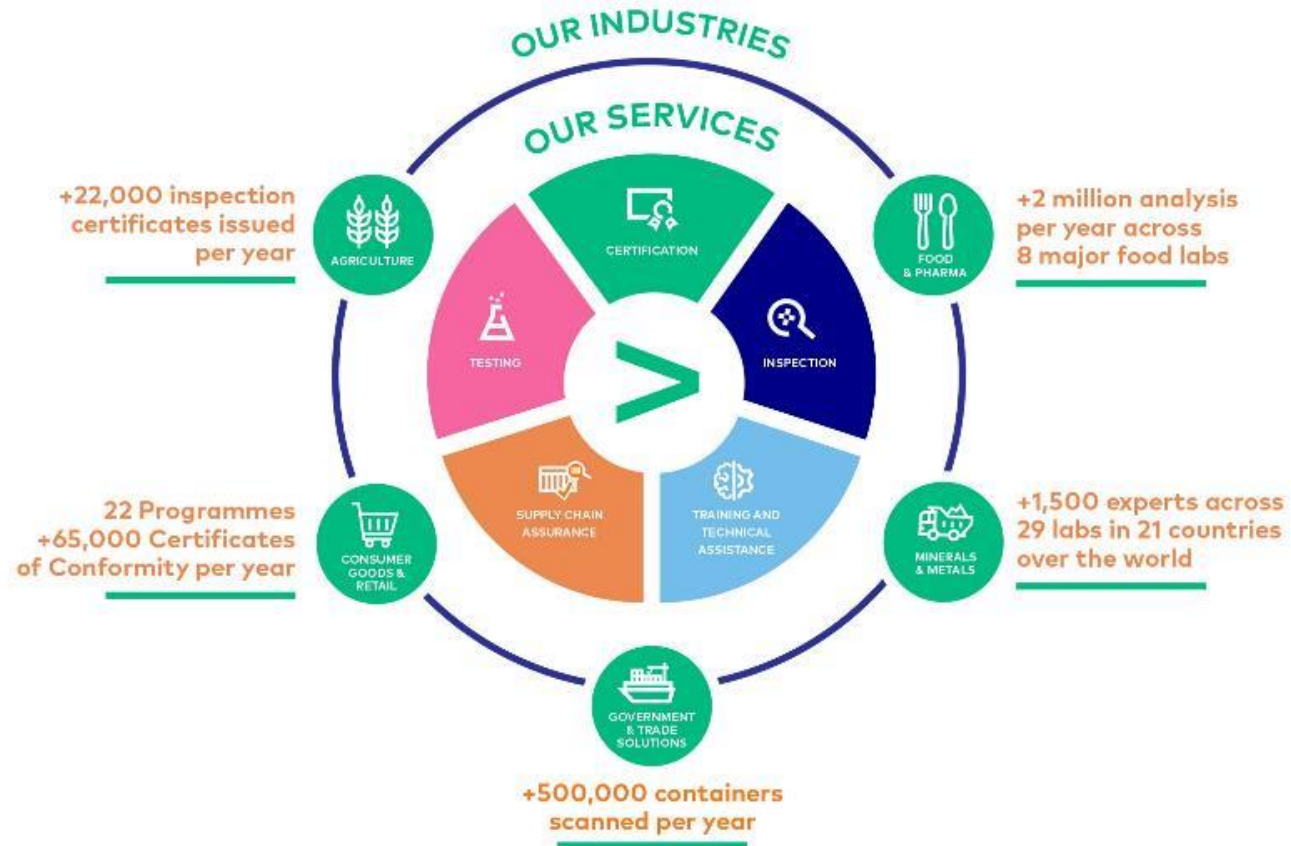 OUR INDUSTRIES
OUR SERVICES
+22,000 inspection
certificates issued
per year
AGRICULTURE
CERTIFICATION
FOOD
& PHARMA
+2 million analysis
per year across
8 major food labs
TESTING
INSPECTION
22 Programmes
+65,000 Certificates
of Conformity per year
CONSUMER
GOODS &
RETAIL
SUPPLY CHAIN
ASSURANCE
TRAINING AND
TECHNICAL
ASSISTANCE
MINERALS
& METALS
+1,500 experts across
29 labs in 21 countries
over the world
GOVERNMENT
& TRADE
SOLUTIONS
+500,000 containers
scanned per year